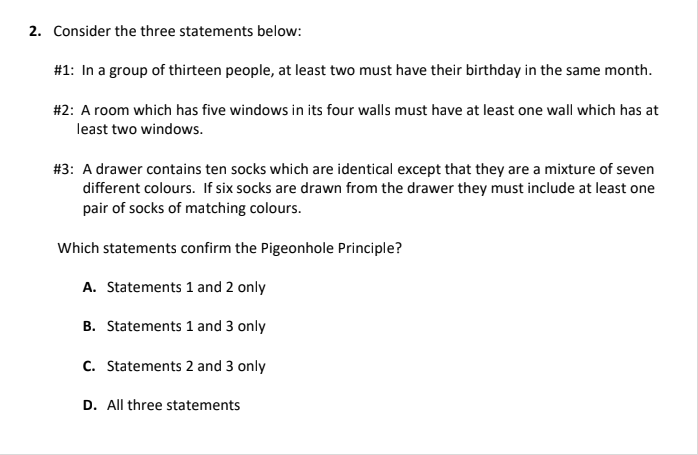 2. Consider the three statements below:
#1: In a group of thirteen people, at least two must have their birthday in the same month.
#2: A room which has five windows in its four walls must have at least one wall which has at
least two windows.
#3: A drawer contains ten socks which are identical except that they are a mixture of seven
different colours. If six socks are drawn from the drawer they must include at least one
pair of socks of matching colours.
Which statements confirm the Pigeonhole Principle?
A. Statements 1 and 2 only
B. Statements 1 and 3 only
C. Statements 2 and 3 only
D. All three statements